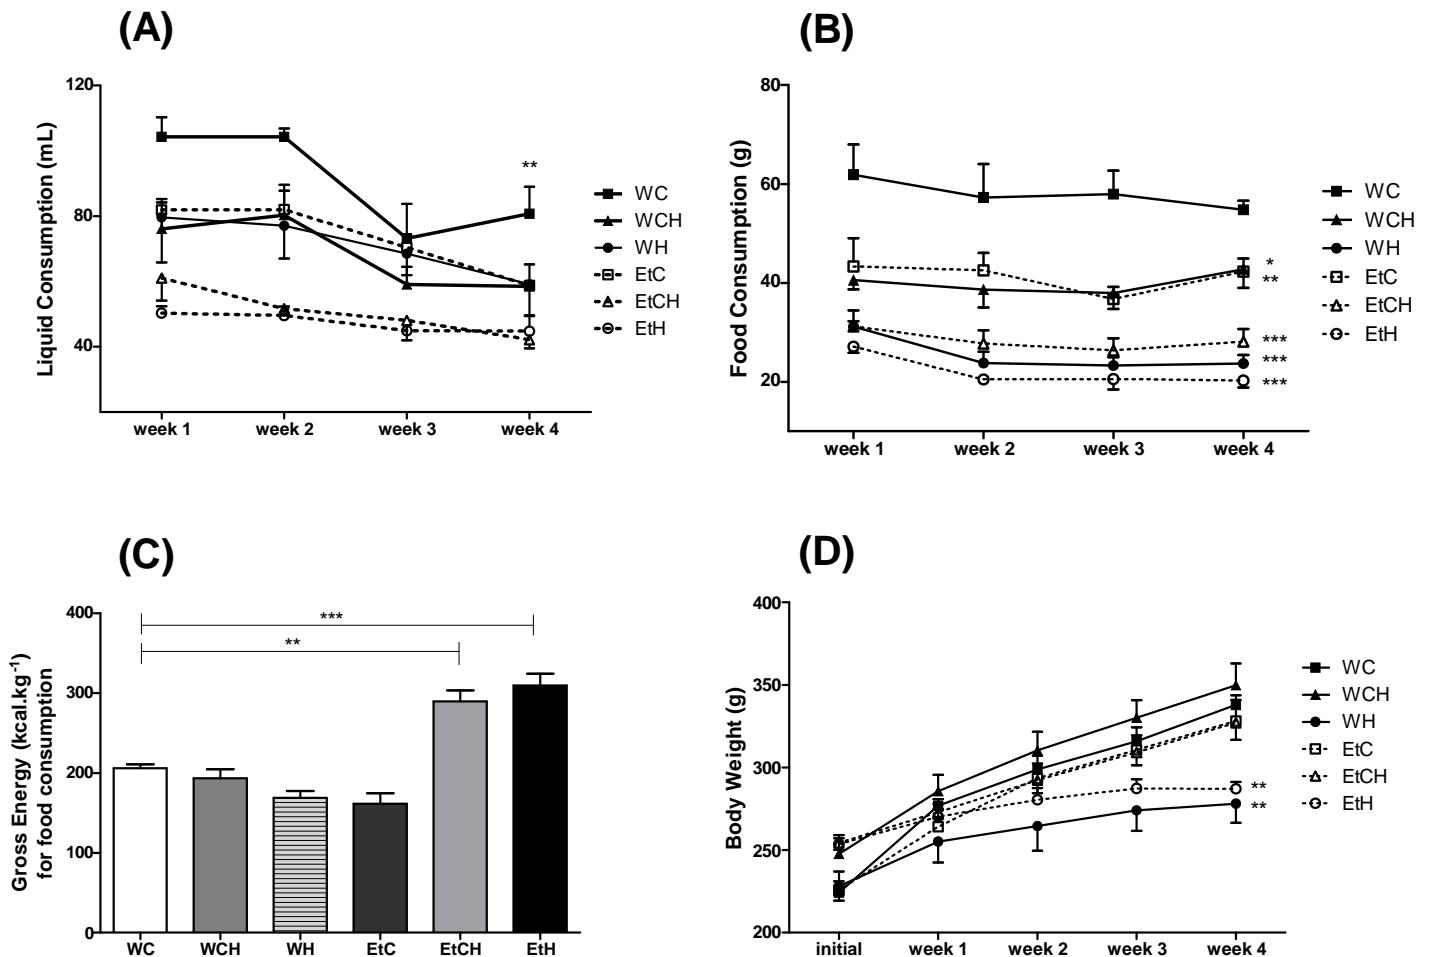 (A)
Liquid Consumption (mL)
120
80
40
week 1
week 2
week 3
week 4
**
WC
WCH
WH
EtC
EtCH
EtH
(B)
Food Consumption (g)
80
60
40
20
week 1
week 2
week 3
week 4
*
**
***
***
***
WC
WCH
WH
EtC
EtCH
EtH
(C)
Gross Energy (kcal.kg-1)
for food consumption
400
300
200
100
0
***
**
WC
WCH
WH
EtC
EtCH
EtH
(D)
Body Weight (g)
400
350
300
250
200
initial
week 1
week 2
week 3
week 4
**
**
WC
WCH
WH
EtC
EtCH
EtH